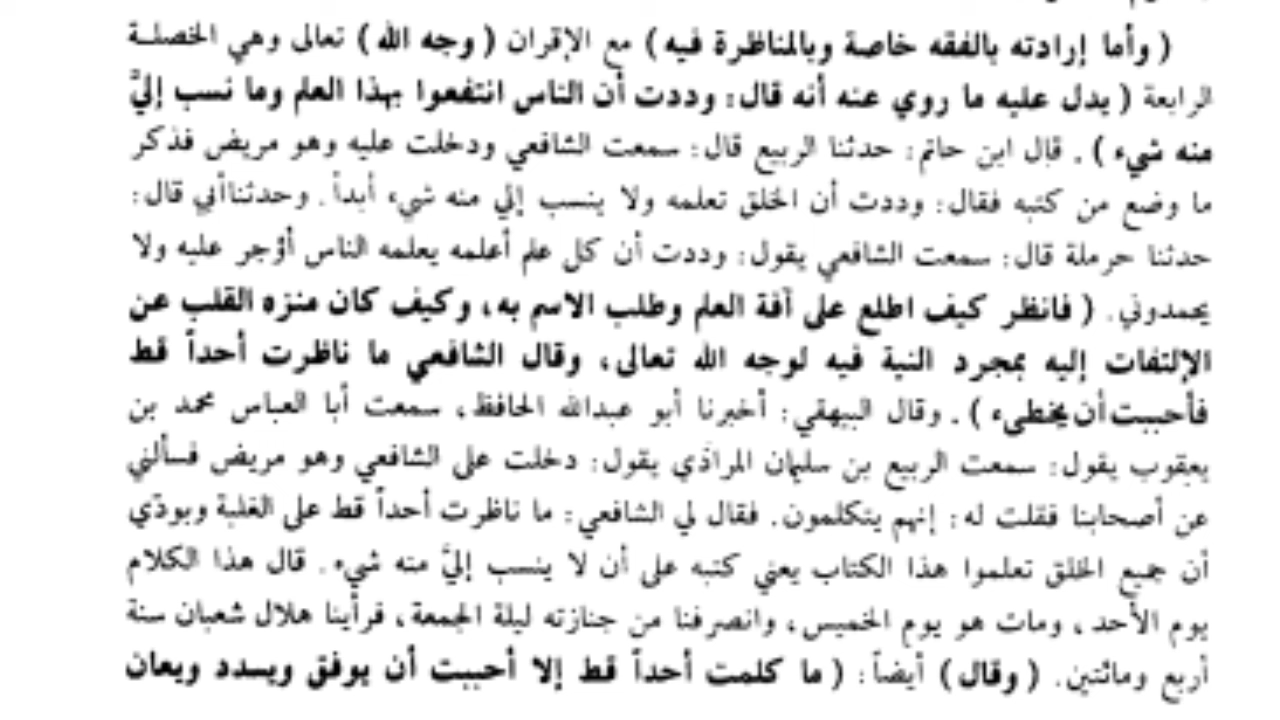 ( وأما إرادته بالفقه خاصة وبالمناظرة فيه ) مع الإقران ( وجه الله ) تعالى وهي الخصلـة
الرابعة ( يدل عليه ما روي عنه أنه قال : وددت أن الناس انتفعوا بهذا العلم وما نسب إليَّ
منه شيء ) . قال ابن حاتم : حدثنا الربيع قال : سمعت الشافعي ودخلت عليه وهو مريض فذكر
ما وضع من كتبه فقال : وددت أن الخلق تعلمه ولا ينسب إلي منه شيء أبداً . وحدثنا أبي قال :
حدثنا حرملة قال : سمعت الشافعي يقول : وددت أن كل علم أعلمه يعلمه الناس أؤجر عليه ولا
يحمدوني . ( فانظر كيف اطلع على آفة العلم وطلب الاسم به ، وكيف كان منزه القلب عن
الإلتفات إليه بمجرد النية فيه لوجه الله تعالى ، وقال الشافعي ما ناظرت أحداً قط
فأحببت أن يخطىء ) . وقال البيهقي : أخبرنا أبو عبدالله الحافظ ، سمعت أبا العباس محمد بن
يعقوب يقول : سمعت الربيع بن سليمان المراذي يقول : دخلت على الشافعي وهو مريض فسألني
عن أصحابنا فقلت له : إنهم يتكلمون . فقال لي الشافعي : ما ناظرت أحداً قط على الغلبة وبودّي
أن جميع الخلق تعلموا هذا الكتاب يعني كتبه على أن لا ينسب إليَّ منه شيء . قال هذا الكلام
يوم الأحد ، ومات هو يوم الخميس ، وانصرفنا من جنازته ليلة الجمعة ، فرأينا هلال شعبان سنة
أربع ومائتين . ( وقال ) أيضاً : ( ما كلمت أحداً قط إلا أحببت أن يوفق ويسدد ويعان